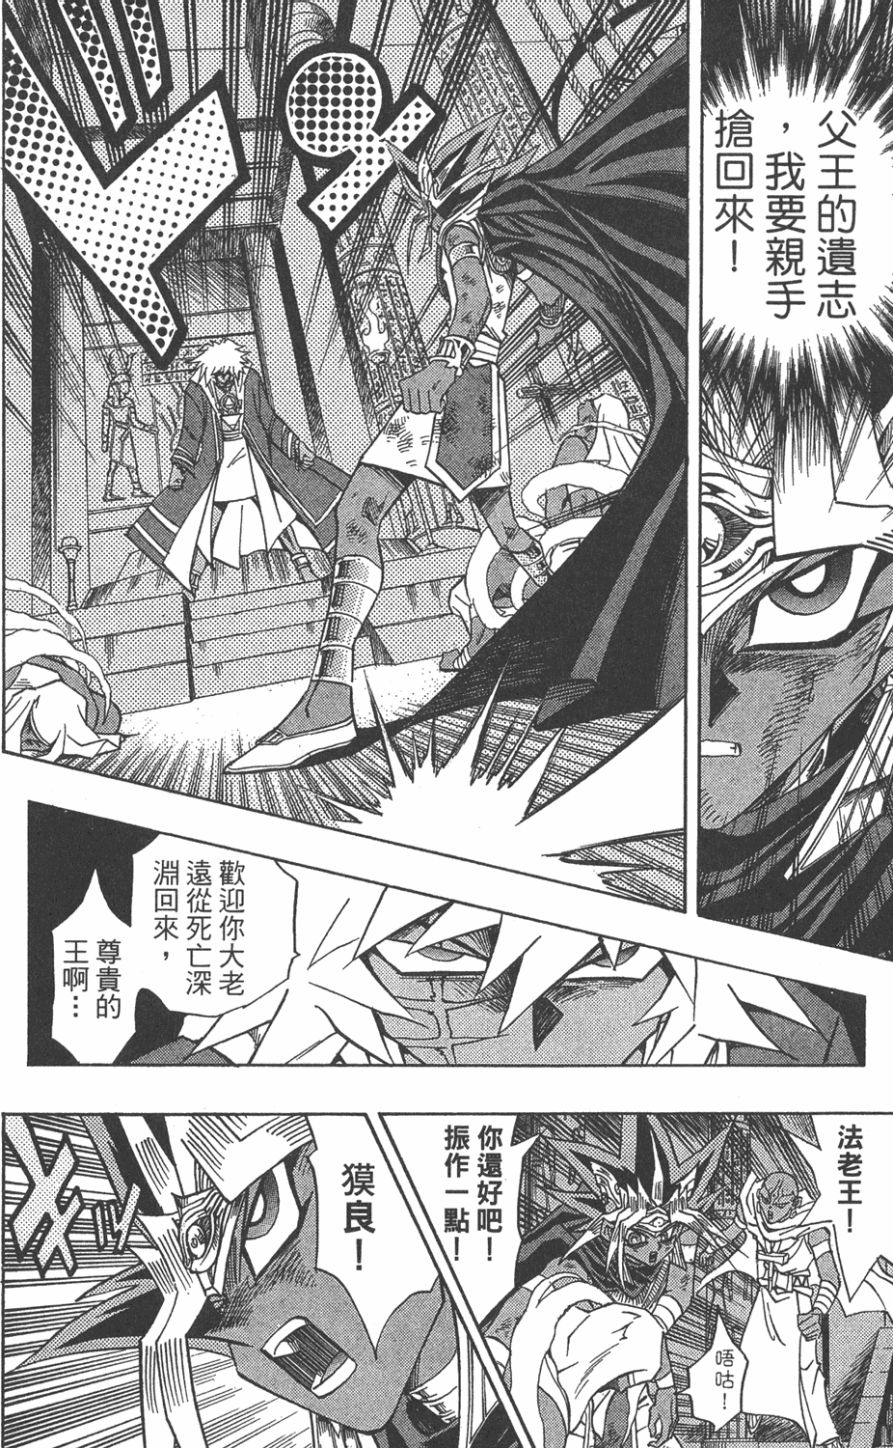 父王的遺志
，我要親手
搶回來！
ドン
歡迎你大老
遠從死亡深
淵回來，
尊貴的
王啊…
法老王！
你還好吧！
振作一點！
唔咕！
獏良！